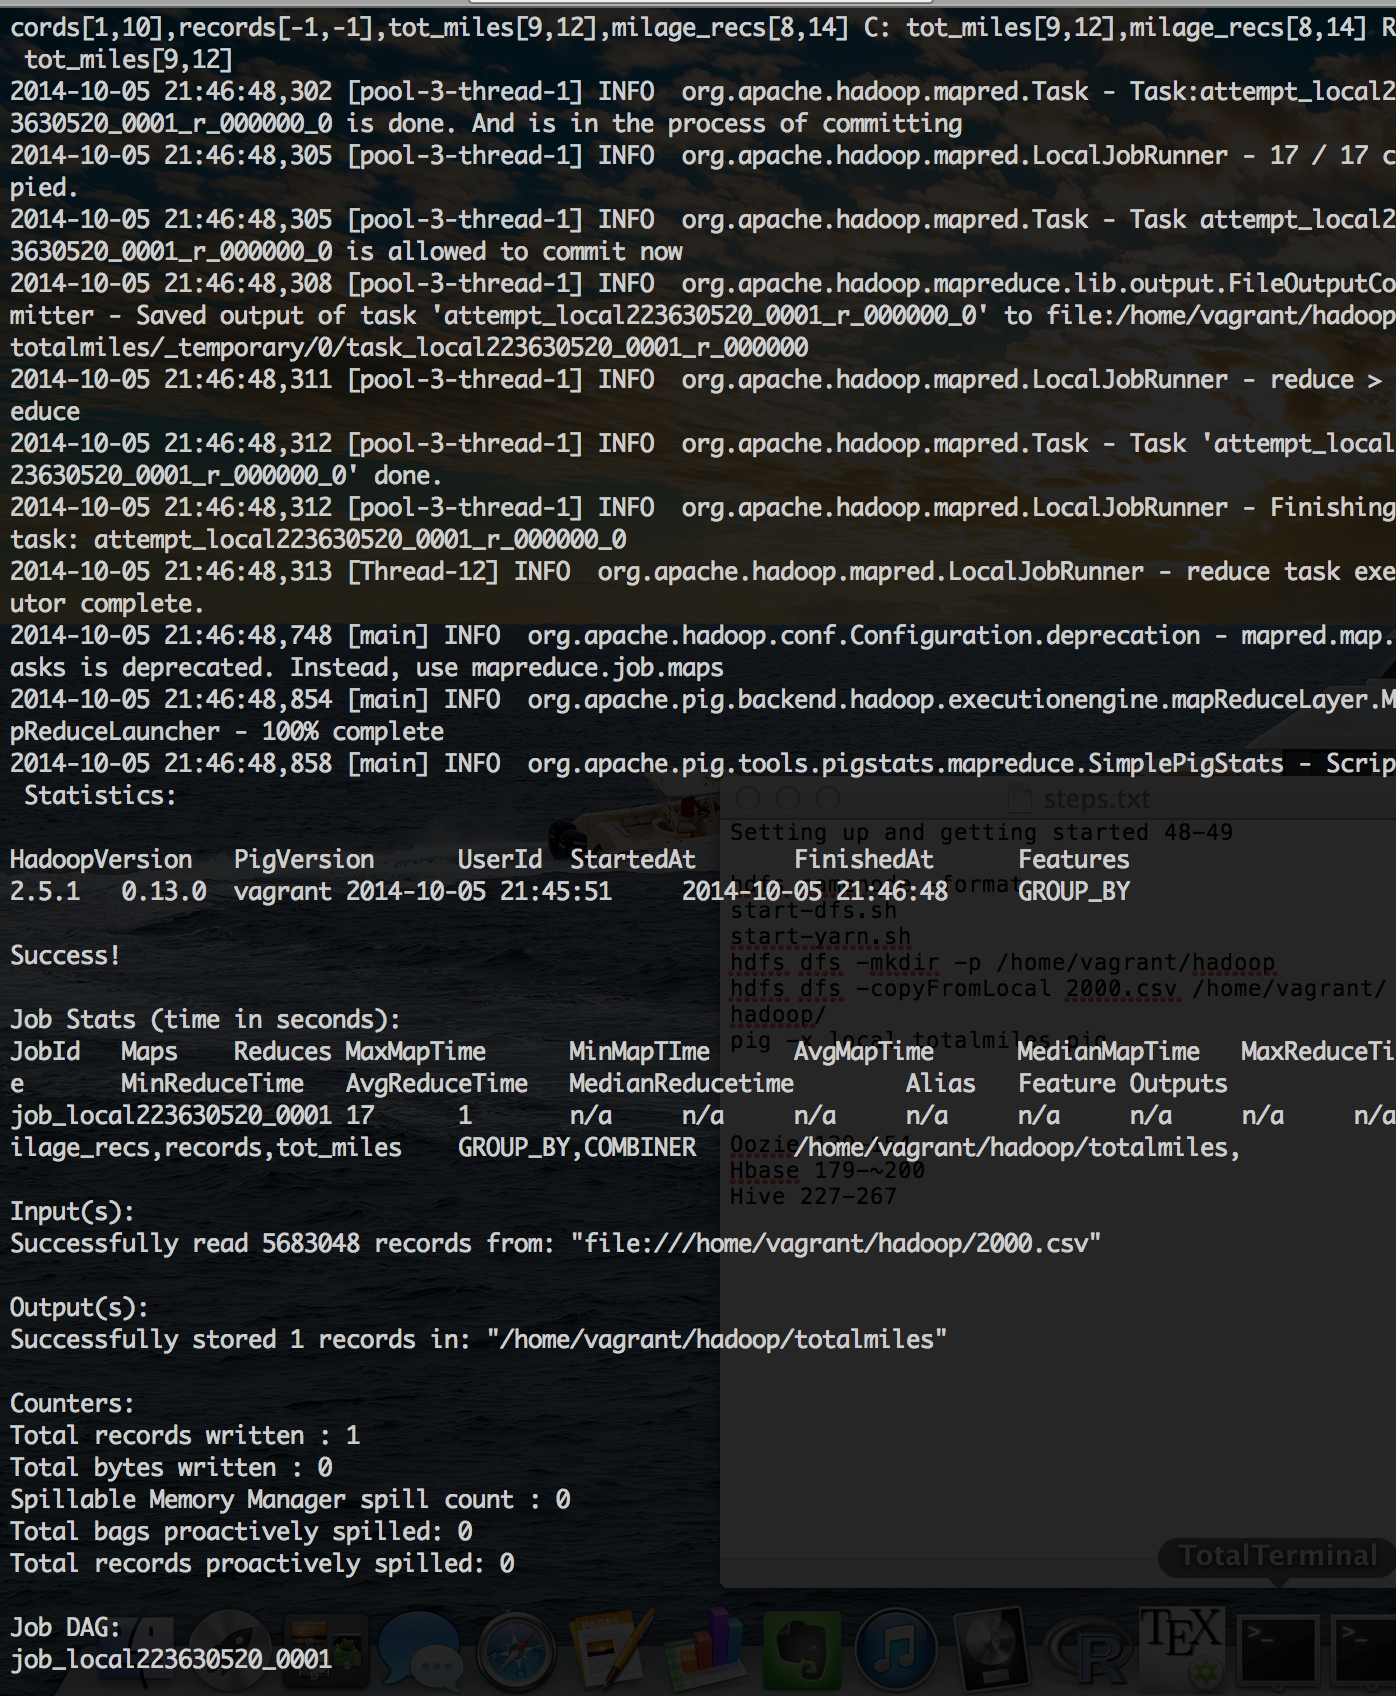 cords[1,10],records[-1,-1],tot_miles[9,12],milage_recs[8,14] C: tot_miles[9,12],milage_recs[8,14] R
 tot_miles[9,12]
2014-10-05 21:46:48,302 [pool-3-thread-1] INFO  org.apache.hadoop.mapred.Task - Task:attempt_local2
3630520_0001_r_000000_0 is done. And is in the process of committing
2014-10-05 21:46:48,305 [pool-3-thread-1] INFO  org.apache.hadoop.mapred.LocalJobRunner - 17 / 17 c
pied.
2014-10-05 21:46:48,305 [pool-3-thread-1] INFO  org.apache.hadoop.mapred.Task - Task attempt_local2
3630520_0001_r_000000_0 is allowed to commit now
2014-10-05 21:46:48,308 [pool-3-thread-1] INFO  org.apache.hadoop.mapreduce.lib.output.FileOutputCo
mitter - Saved output of task 'attempt_local223630520_0001_r_000000_0' to file:/home/vagrant/hadoop
totalmiles/_temporary/0/task_local223630520_0001_r_000000
2014-10-05 21:46:48,311 [pool-3-thread-1] INFO  org.apache.hadoop.mapred.LocalJobRunner - reduce >
educe
2014-10-05 21:46:48,312 [pool-3-thread-1] INFO  org.apache.hadoop.mapred.Task - Task 'attempt_local
23630520_0001_r_000000_0' done.
2014-10-05 21:46:48,312 [pool-3-thread-1] INFO  org.apache.hadoop.mapred.LocalJobRunner - Finishing
task: attempt_local223630520_0001_r_000000_0
2014-10-05 21:46:48,313 [Thread-12] INFO  org.apache.hadoop.mapred.LocalJobRunner - reduce task exe
utor complete.
2014-10-05 21:46:48,748 [main] INFO  org.apache.hadoop.conf.Configuration.deprecation - mapred.map.
asks is deprecated. Instead, use mapreduce.job.maps
2014-10-05 21:46:48,854 [main] INFO  org.apache.pig.backend.hadoop.executionengine.mapReduceLayer.M
pReduceLauncher - 100% complete
2014-10-05 21:46:48,858 [main] INFO  org.apache.pig.tools.pigstats.mapreduce.SimplePigStats - Scrip
 Statistics:
HadoopVersion   PigVersion      UserId  StartedAt       FinishedAt      Features
2.5.1   0.13.0  vagrant 2014-10-05 21:45:51     2014-10-05 21:46:48     GROUP_BY
Success!
Job Stats (time in seconds):
JobId   Maps    Reduces MaxMapTime      MinMapTIme      AvgMapTime      MedianMapTime   MaxReduceTi
e       MinReduceTime   AvgReduceTime   MedianReducetime        Alias   Feature Outputs
job_local223630520_0001 17      1       n/a     n/a     n/a     n/a     n/a     n/a     n/a     n/a
ilage_recs,records,tot_miles    GROUP_BY,COMBINER       /home/vagrant/hadoop/totalmiles,
Input(s):
Successfully read 5683048 records from: "file:///home/vagrant/hadoop/2000.csv"
Output(s):
Successfully stored 1 records in: "/home/vagrant/hadoop/totalmiles"
Counters:
Total records written : 1
Total bytes written : 0
Spillable Memory Manager spill count : 0
Total bags proactively spilled: 0
Total records proactively spilled: 0
Job DAG:
job_local223630520_0001
steps.txt
Setting up and getting started 48-49
hdfs namenode -format
start-dfs.sh
start-yarn.sh
hdfs dfs -mkdir -p /home/vagrant/hadoop
hdfs dfs -copyFromLocal 2000.csv /home/vagrant/
hadoop/
pig -x local totalmiles.pig
Oozie
Hbase 179-~200
Hive 227-267
TotalTerminal
PAGES
TEX
>_
>_